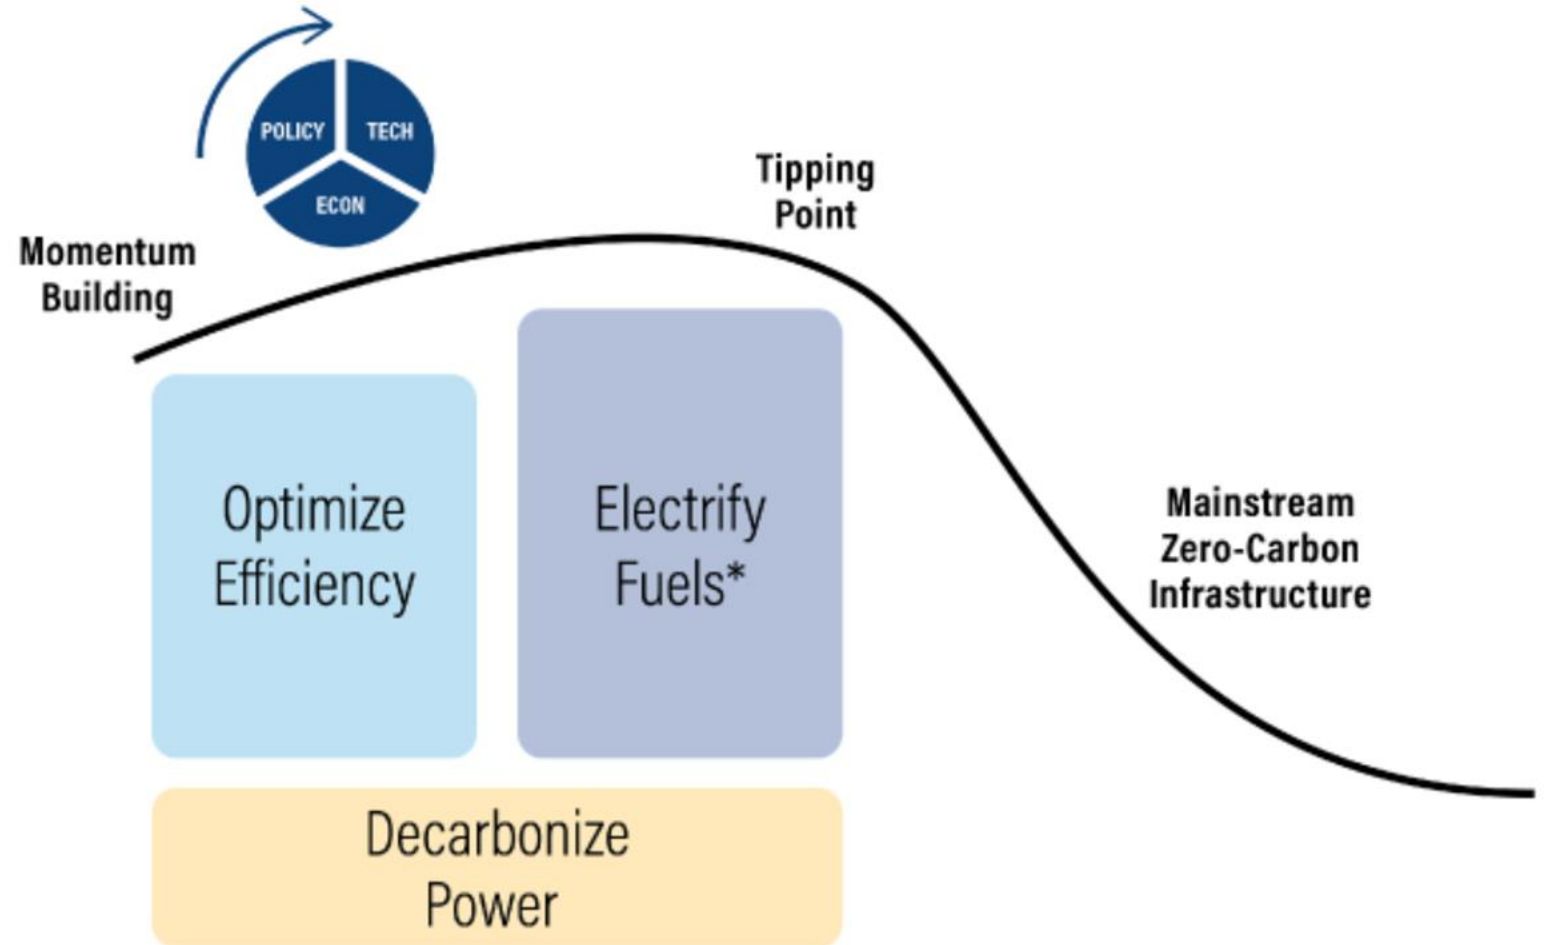 POLICY
TECH
ECON
Momentum
Building
Tipping
Point
Optimize
Efficiency
Electrify
Fuels*
Mainstream
Zero-Carbon
Infrastructure
Decarbonize
Power